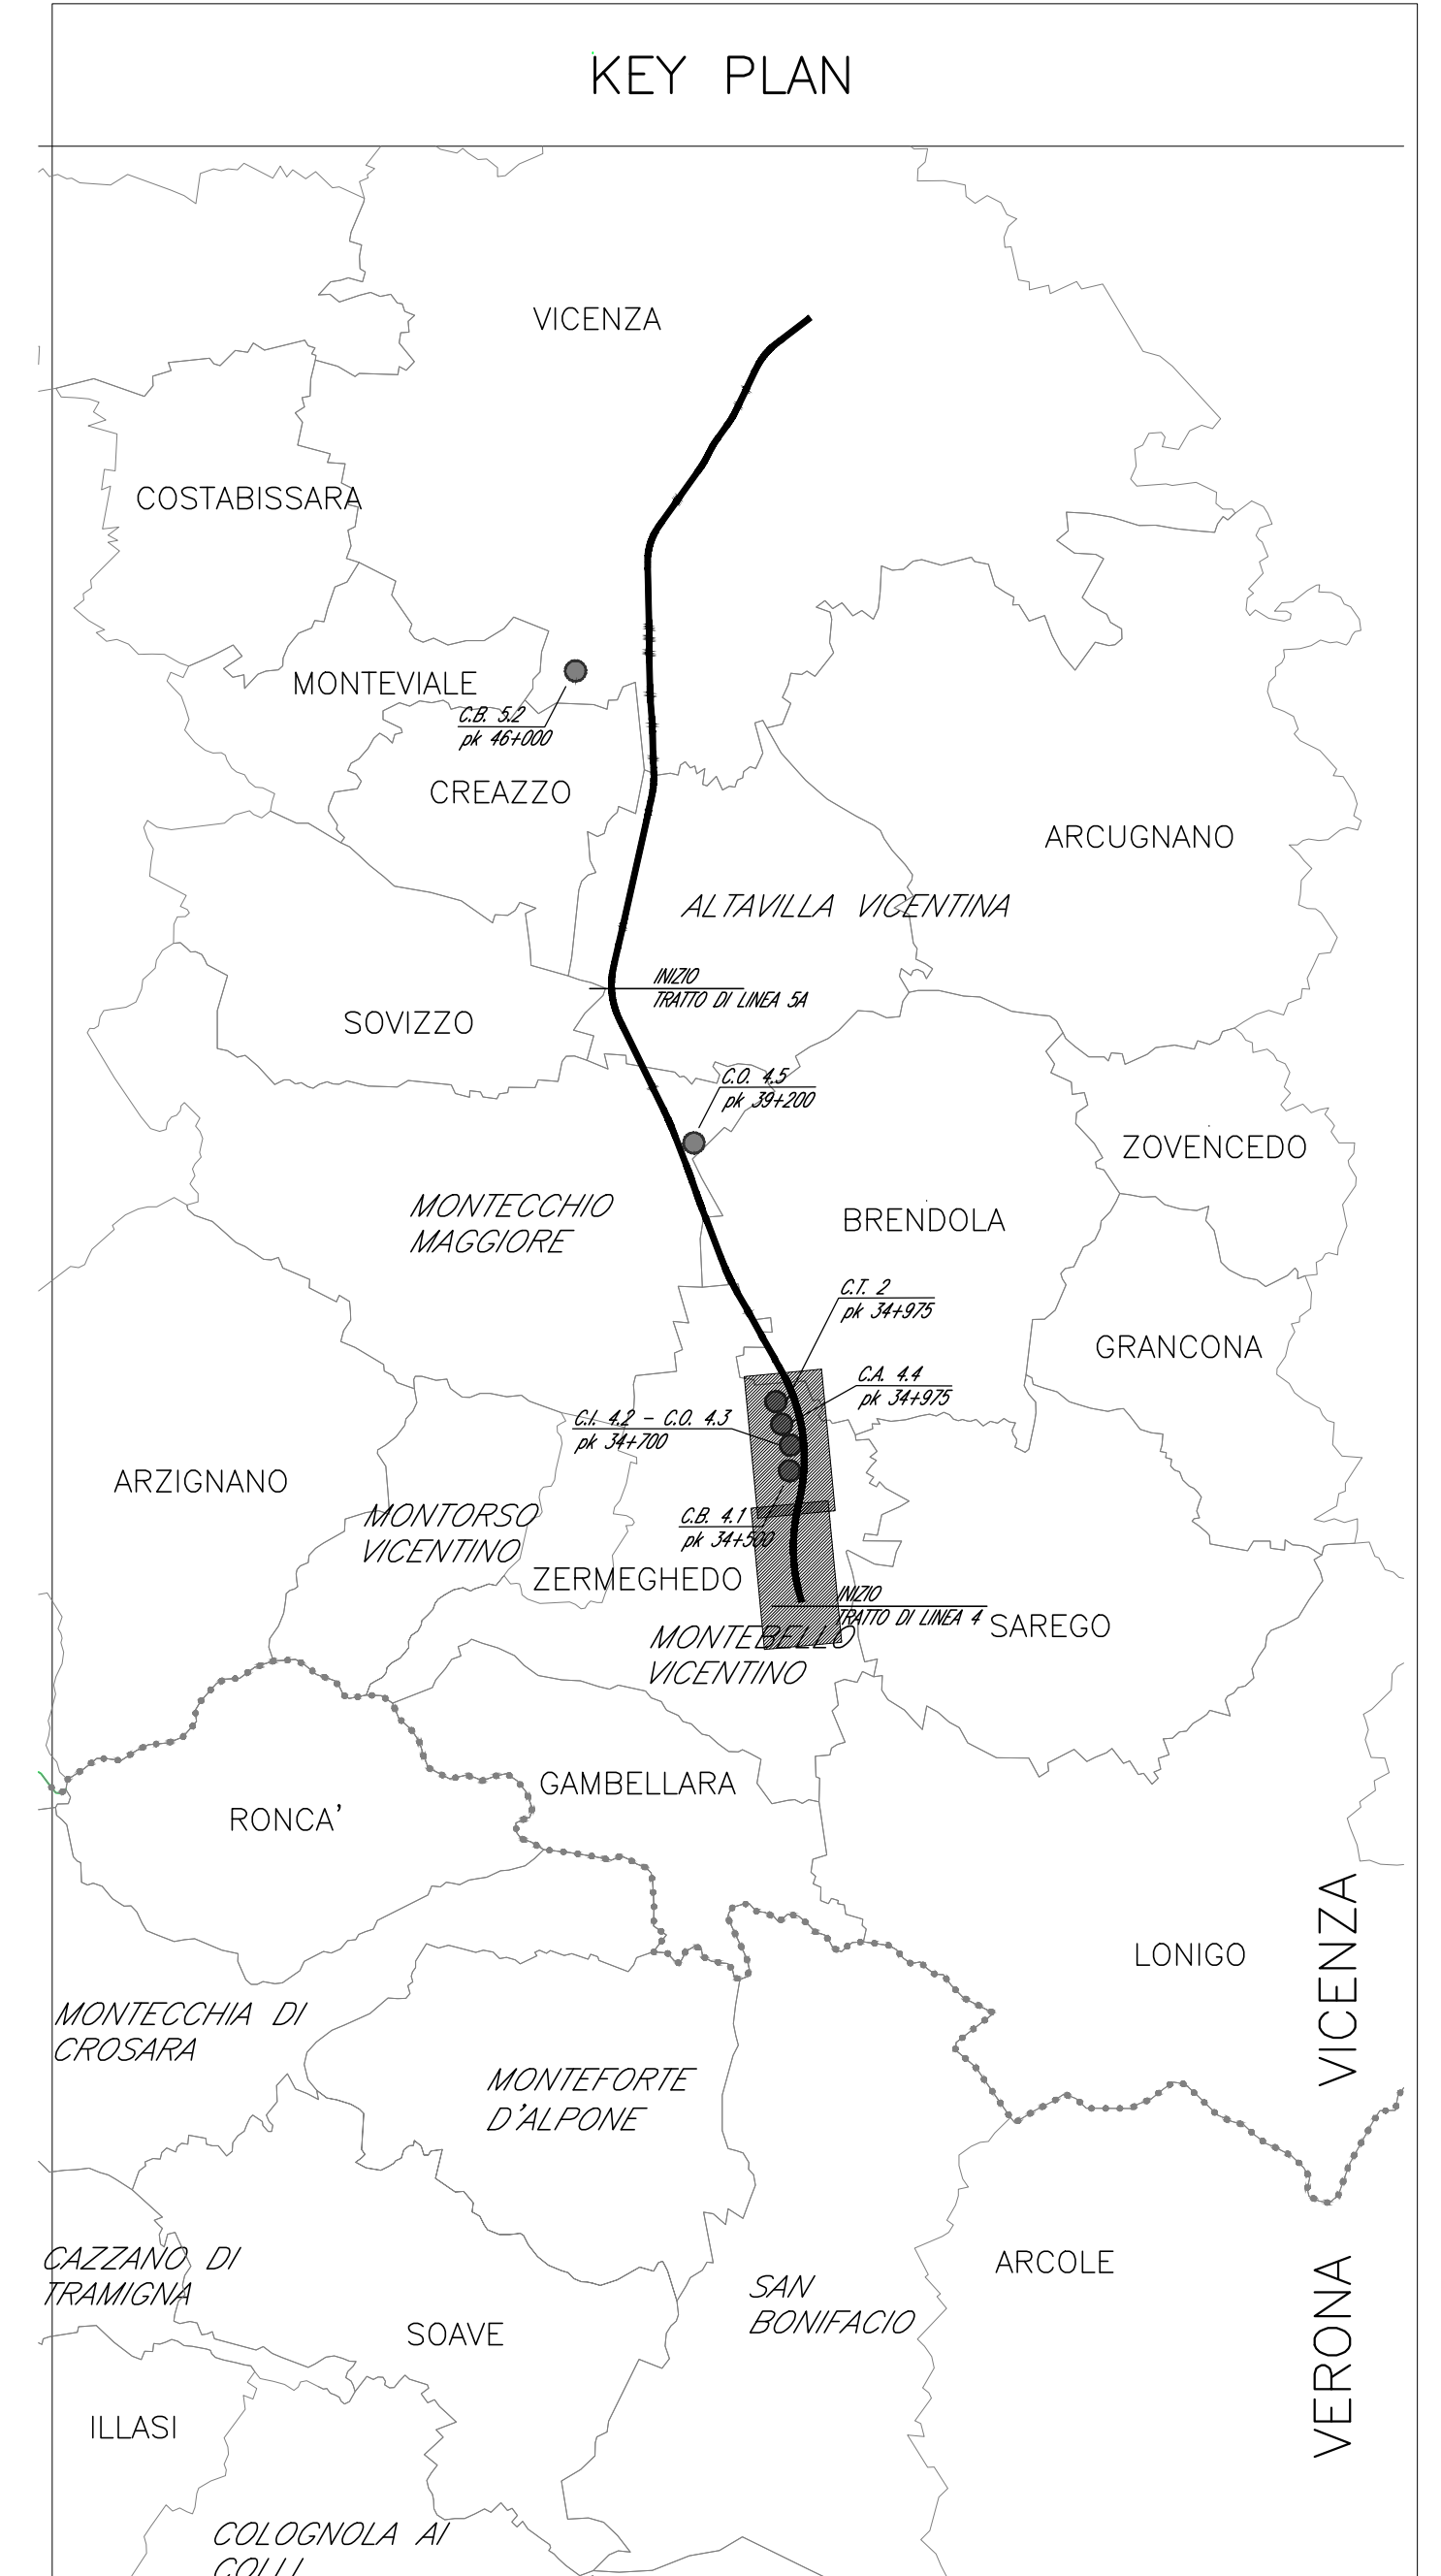 KEY PLAN
VICENZA
COSTABISSARA
MONTEVIALE
C.B. 5.2
pk 46+000
CREAZZO
ARCUGNANO
ALTAVILLA VICENTINA
INIZIO
TRATTO DI LINEA 5A
SOVIZZO
C.O. 4.5
pk 39+200
ZOVENCEDO
MONTECCHIO
MAGGIORE
BRENDOLA
C.T. 2
pk 34+975
GRANCONA
C.A. 4.4
pk 34+975
C.I. 4.2 - C.O. 4.3
pk 34+700
ARZIGNANO
MONTORSO
VICENTINO
C.B. 4.1
pk 34+500
ZERMEGHEDO
INIZIO
TRATTO DI LINEA 4
SAREGO
MONTEBELLO
VICENTINO
GAMBELLARA
RONCA'
LONIGO
VICENZA
MONTECCHIA DI
CROSARA
MONTEFORTE
D'ALPONE
CAZZANO DI
TRAMIGNA
ARCOLE
SAN
BONIFACIO
SOAVE
VERONA
ILLASI
COLOGNOLA AI
COLLI